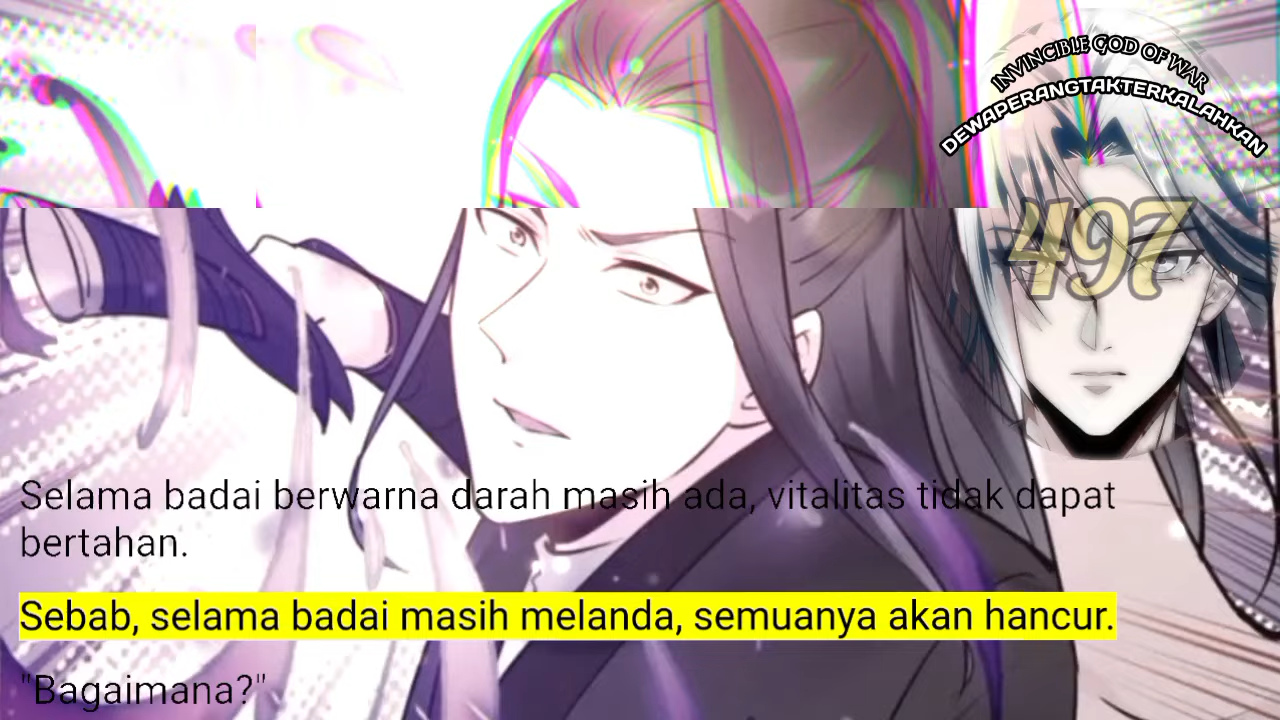 INVINCIBLE GOD OF WAR
DEWAPERANGTAKTERKALAHKAN
497
Selama badai berwarna darah masih ada, vitalitas tidak dapat
bertahan.
Sebab, selama badai masih melanda, semuanya akan hancur.
"Bagaimana?"